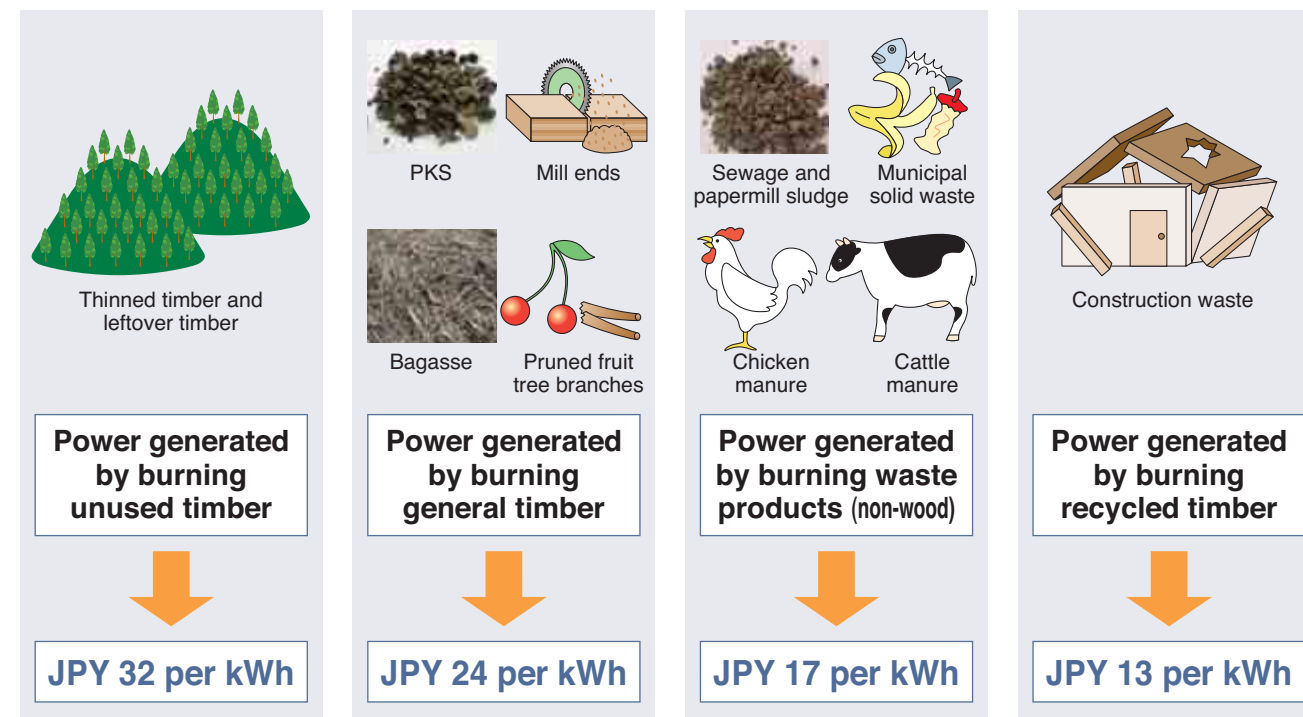 Thinned timber and
leftover timber
Power generated
by burning
unused timber
JPY 32 per kWh
PKS
Mill ends
Bagasse
Pruned fruit
tree branches
Power generated
by burning
general timber
JPY 24 per kWh
Sewage and
papermill sludge
Municipal
solid waste
Chicken
manure
Cattle
manure
Power generated
by burning waste
products (non-wood)
JPY 17 per kWh
Construction waste
Power generated
by burning
recycled timber
JPY 13 per kWh